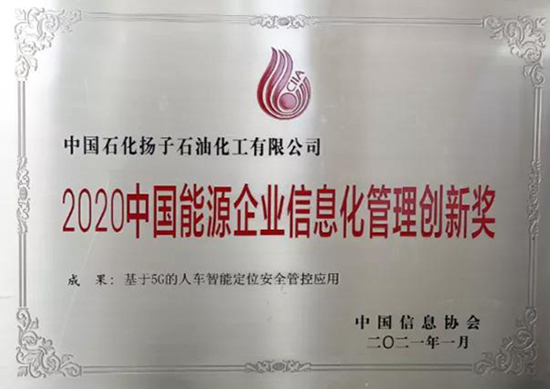 CIIA
中国石化扬子石油化工有限公司
2020中国能源企业信息化管理创新奖
成 果：基于5G的人车智能定位安全管控应用
中国信息协会
二〇二一年一月